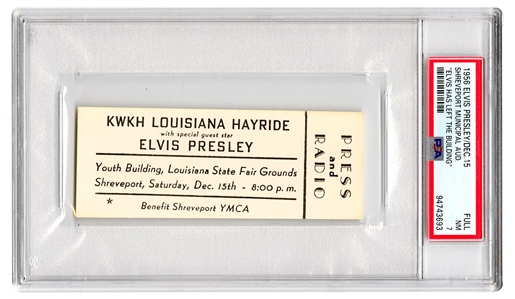 KWKH LOUISIANA HAYRIDE
with special guest star
ELVIS PRESLEY
Youth Building, Louisiana State Fair Grounds
Shreveport, Saturday, Dec. 15th - 8:00 p. m.
* Benefit Shreveport YMCA
PRESS
and
RADIO
1956 ELVIS PRESLEY/DEC.15
SHREVEPORT MUNICIPAL AUD
"ELVIS HAS LEFT THE BUILDING"
FULL
NM
7
PSA
94743693